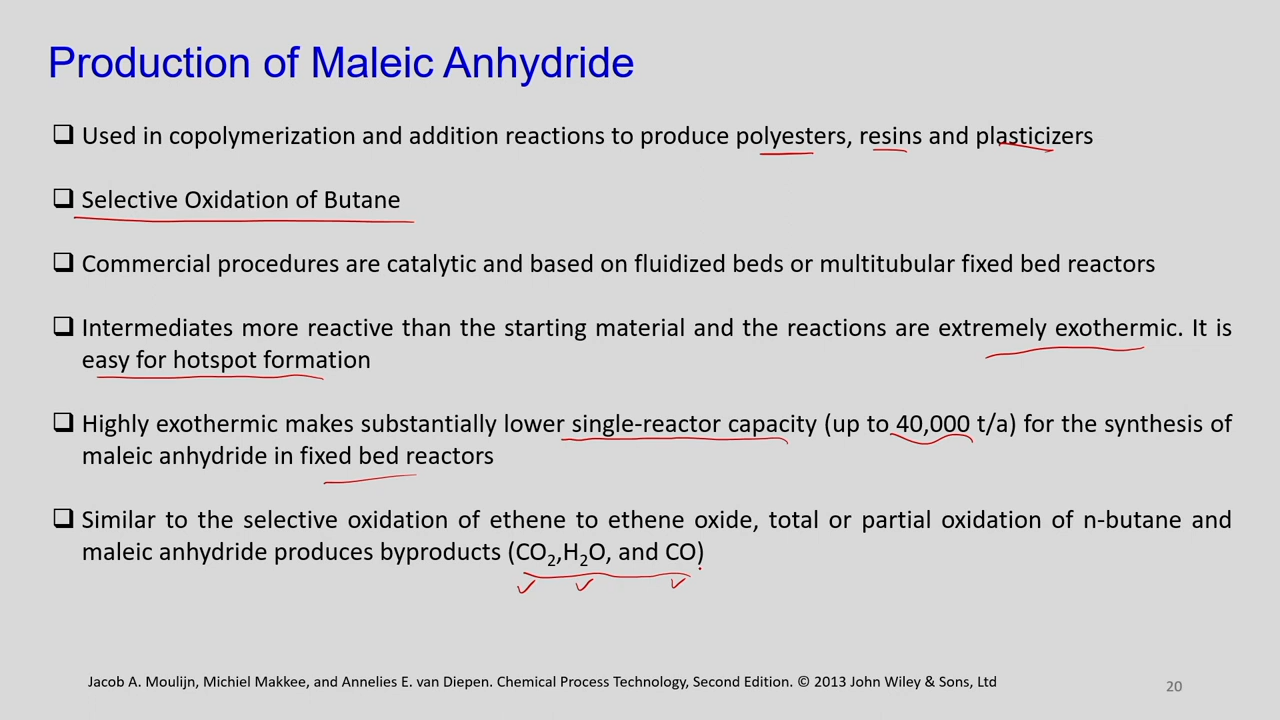 Production of Maleic Anhydride
❑ Used in copolymerization and addition reactions to produce polyesters, resins and plasticizers
❑ Selective Oxidation of Butane
❑ Commercial procedures are catalytic and based on fluidized beds or multitubular fixed bed reactors
❑ Intermediates more reactive than the starting material and the reactions are extremely exothermic. It is
easy for hotspot formation
❑ Highly exothermic makes substantially lower single-reactor capacity (up to 40,000 t/a) for the synthesis of
maleic anhydride in fixed bed reactors
❑ Similar to the selective oxidation of ethene to ethene oxide, total or partial oxidation of n-butane and
maleic anhydride produces byproducts (CO₂,H₂O, and CO)
Jacob A. Moulijn, Michiel Makkee, and Annelies E. van Diepen. Chemical Process Technology, Second Edition. © 2013 John Wiley & Sons, Ltd
20